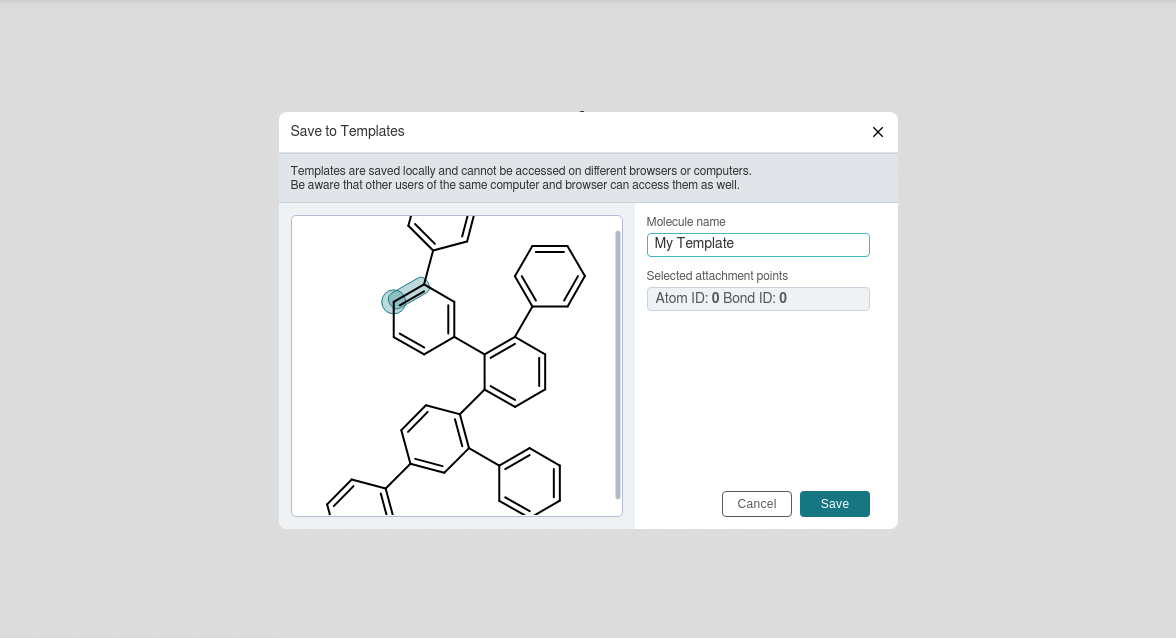 Save to Templates
Templates are saved locally and cannot be accessed on different browsers or computers.
Be aware that other users of the same computer and browser can access them as well.
Molecule name
My Template
Selected attachment points
Atom ID: 0 Bond ID: 0
Cancel
Save